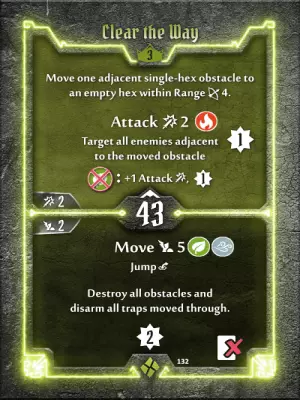 Clear the Way
3
Move one adjacent single-hex obstacle to
an empty hex within Range 4.
Attack 2
Target all enemies adjacent
to the moved obstacle
1
: +1 Attack , 1
2
43
2
Move 5
Jump
Destroy all obstacles and
disarm all traps moved through.
2
132